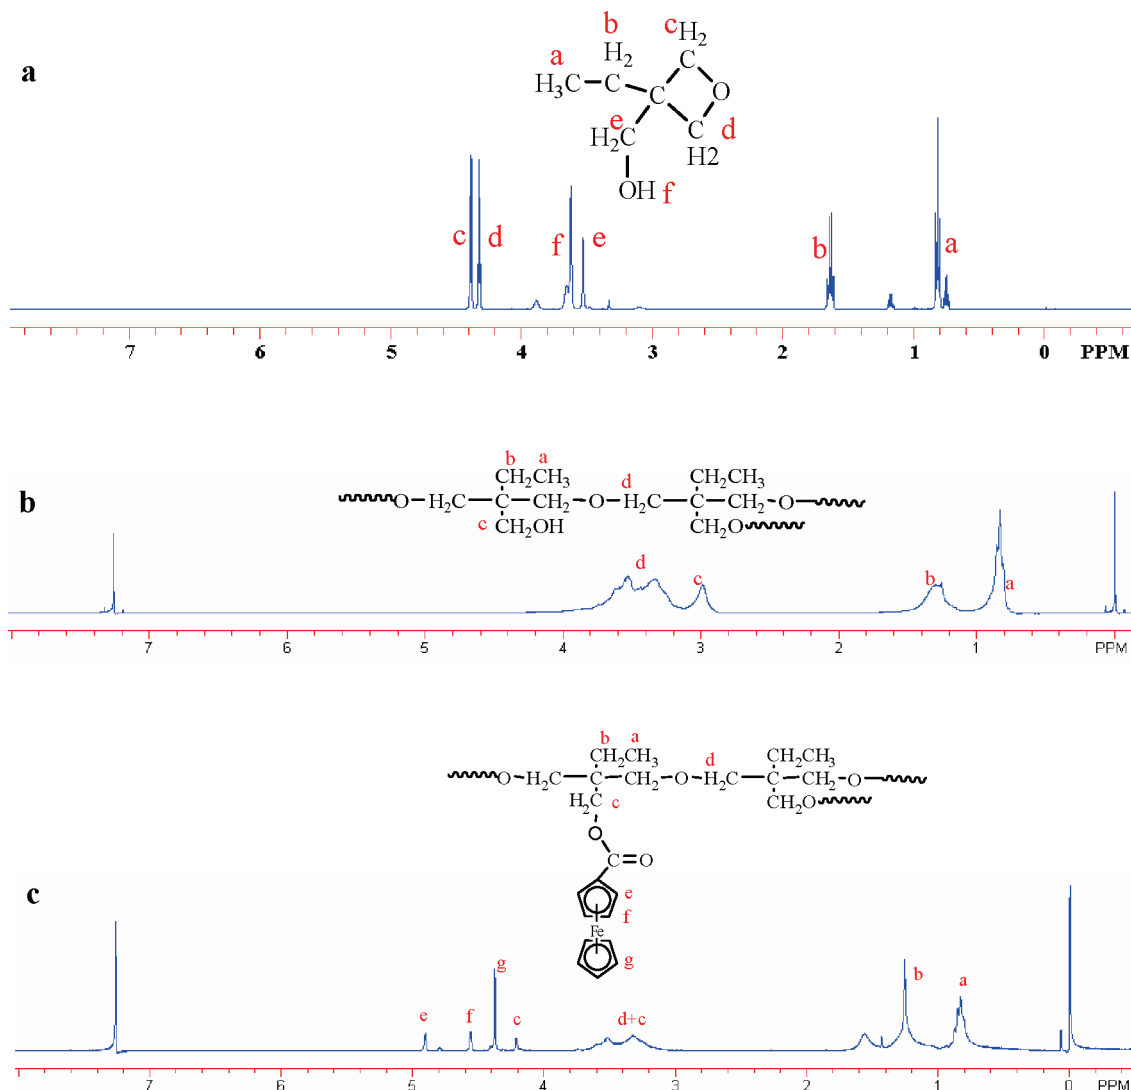 a
b c H2
a H2 C
H3C C O
e C d
H2C H2
OH f
c d f e b a
7 6 5 4 3 2 1 0 PPM
b
b a
CH2CH3 d CH2CH3
O H2C C CH2 O H2C C CH2 O
c CH2OH CH2O
d c b a
7 6 5 4 3 2 1 PPM
c
b a
CH2CH3 d CH2CH3
O H2C C CH2 O CH2 C CH2 O
H2C c CH2O
O
C=O
e
f
Fe
g
e f g c d+c b a
7 6 5 4 3 2 1 0 PPM